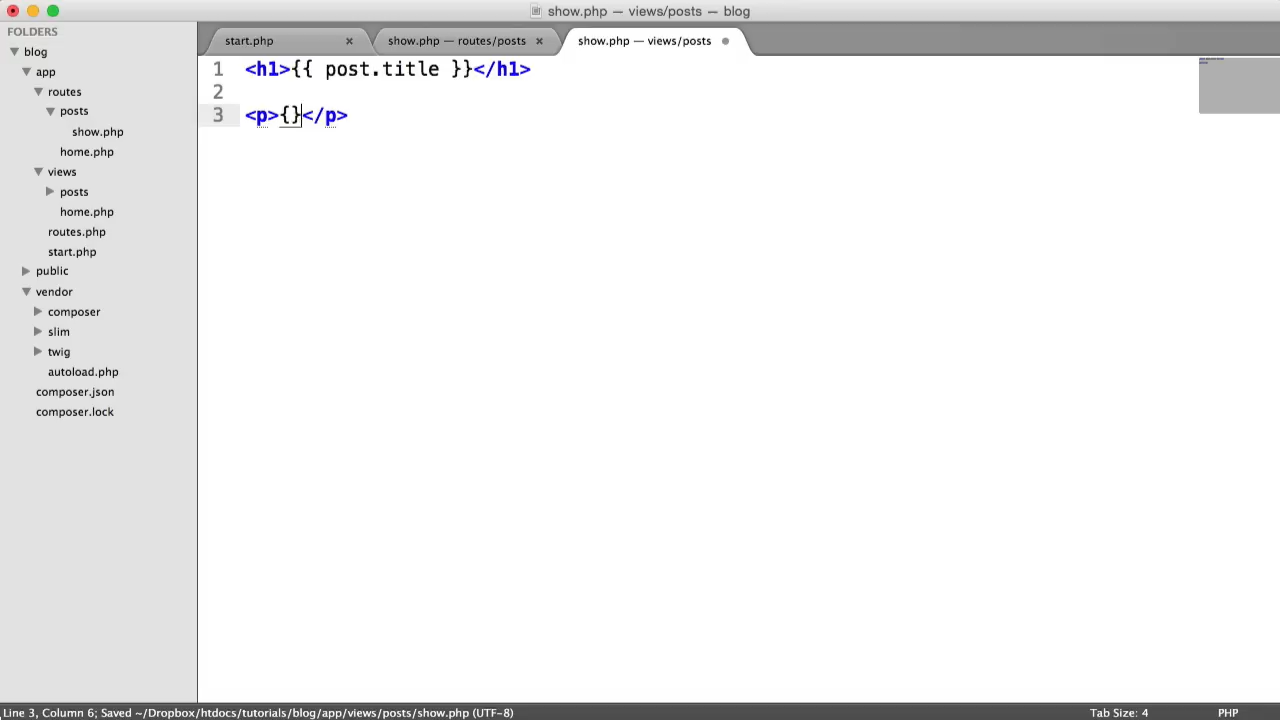 show.php — views/posts — blog
FOLDERS
blog
app
routes
posts
show.php
home.php
views
posts
home.php
routes.php
start.php
public
vendor
composer
slim
twig
autoload.php
composer.json
composer.lock
start.php ×
show.php — routes/posts ×
show.php — views/posts
1 <h1>{{ post.title }}</h1>
2
3 <p>{}</p>
Line 3, Column 6; Saved ~/Dropbox/htdocs/tutorials/blog/app/views/posts/show.php (UTF-8)
Tab Size: 4
PHP